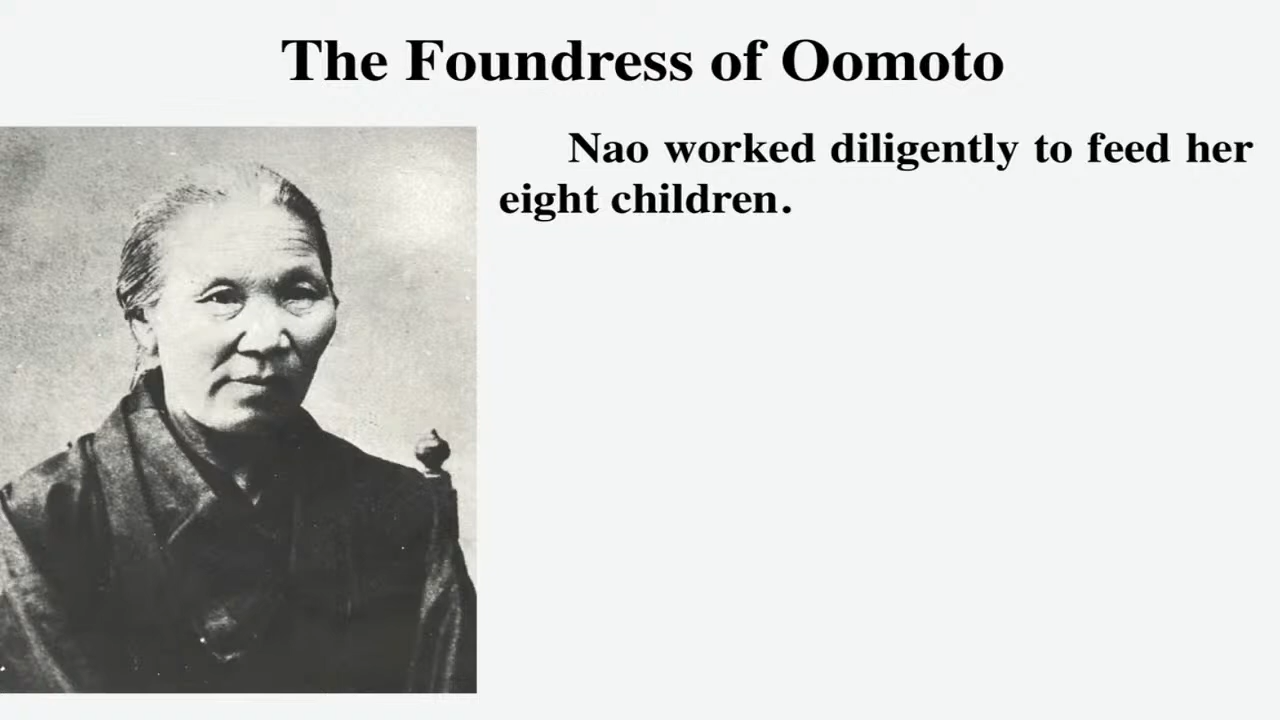 The Foundress of Oomoto
Nao worked diligently to feed her
eight children.